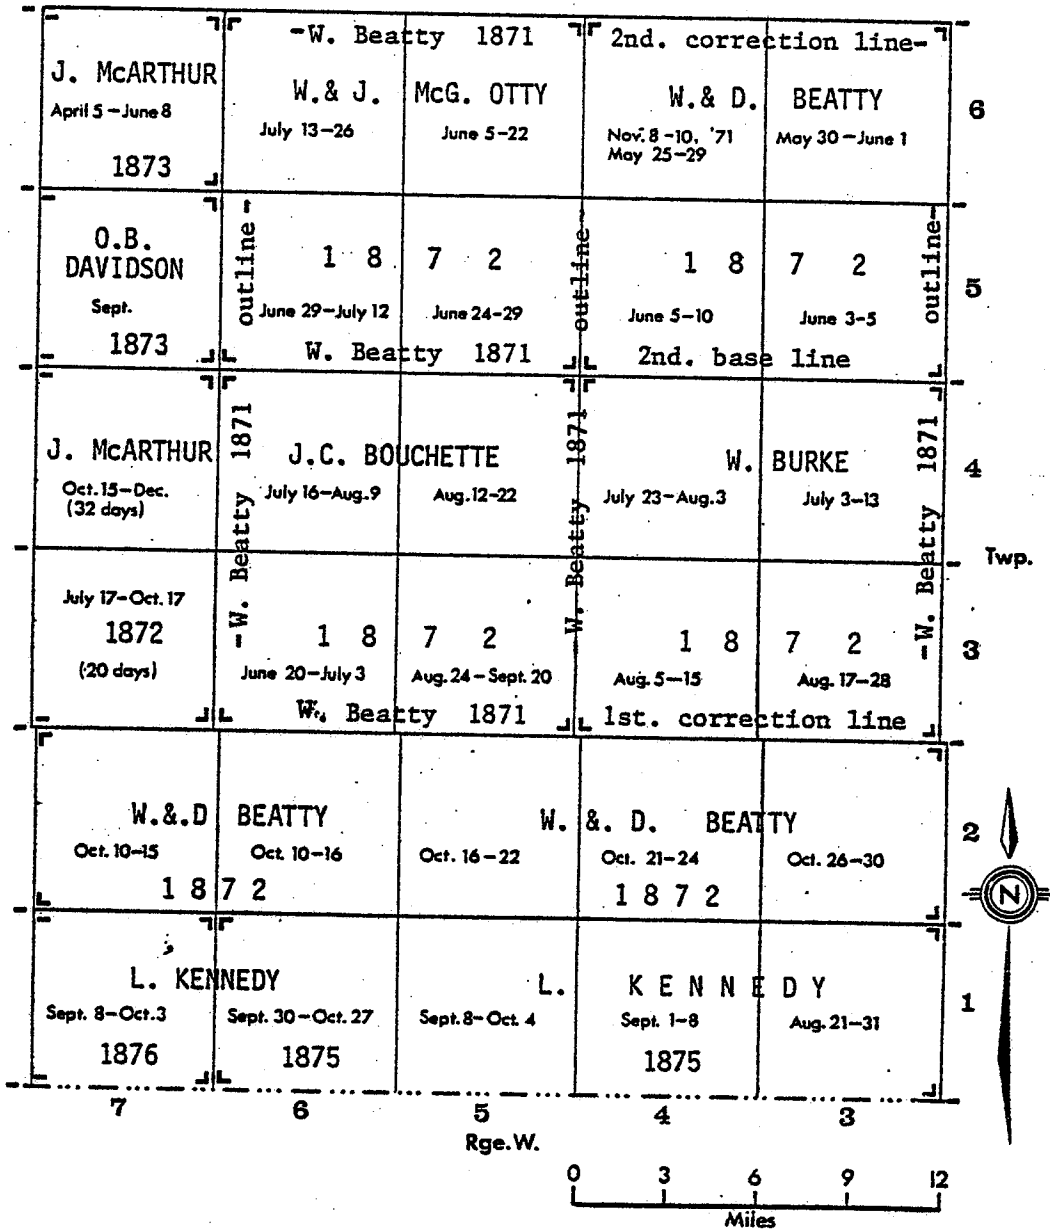 -W. Beatty 1871
2nd. correction line-
J. McARTHUR
April 5-June 8
1873
W.& J. McG. OTTY
July 13-26
June 5-22
W.& D. BEATTY
Nov. 8-10, '71
May 25-29
May 30-June 1
6
O.B.
DAVIDSON
Sept.
1873
outline-
1 8 7 2
June 29-July 12
June 24-29
W. Beatty 1871
outline-
1 8 7 2
June 5-10
June 3-5
2nd. base line
outline-
5
J. McARTHUR
Oct. 15-Dec.
(32 days)
-W. Beatty 1871
J.C. BOUCHETTE
July 16-Aug. 9
Aug. 12-22
W. Beatty 1871
W. BURKE
July 23-Aug. 3
July 3-13
-W. Beatty 1871
4
Twp.
July 17-Oct. 17
1872
(20 days)
1 8 7 2
June 20-July 3
Aug. 24-Sept. 20
W. Beatty 1871
1 8 7 2
Aug. 5-15
Aug. 17-28
1st. correction line
3
W.&.D BEATTY
Oct. 10-15
Oct. 10-16
1 8 7 2
W. &. D. BEATTY
Oct. 16-22
Oct. 21-24
Oct. 26-30
1 8 7 2
2
N
L. KENNEDY
Sept. 8-Oct. 3
Sept. 30-Oct. 27
1876
1875
L. K E N N E D Y
Sept. 8-Oct. 4
Sept. 1-8
Aug. 21-31
1875
1
7 6 5 4 3
Rge. W.
0 3 6 9 12
Miles